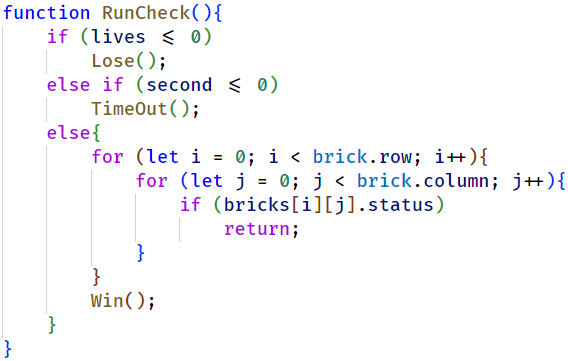 function RunCheck(){
    if (lives <= 0)
        Lose();
    else if (second <= 0)
        TimeOut();
    else{
        for (let i = 0; i < brick.row; i++){
            for (let j = 0; j < brick.column; j++){
                if (bricks[i][j].status)
                    return;
            }
        }
        Win();
    }
}